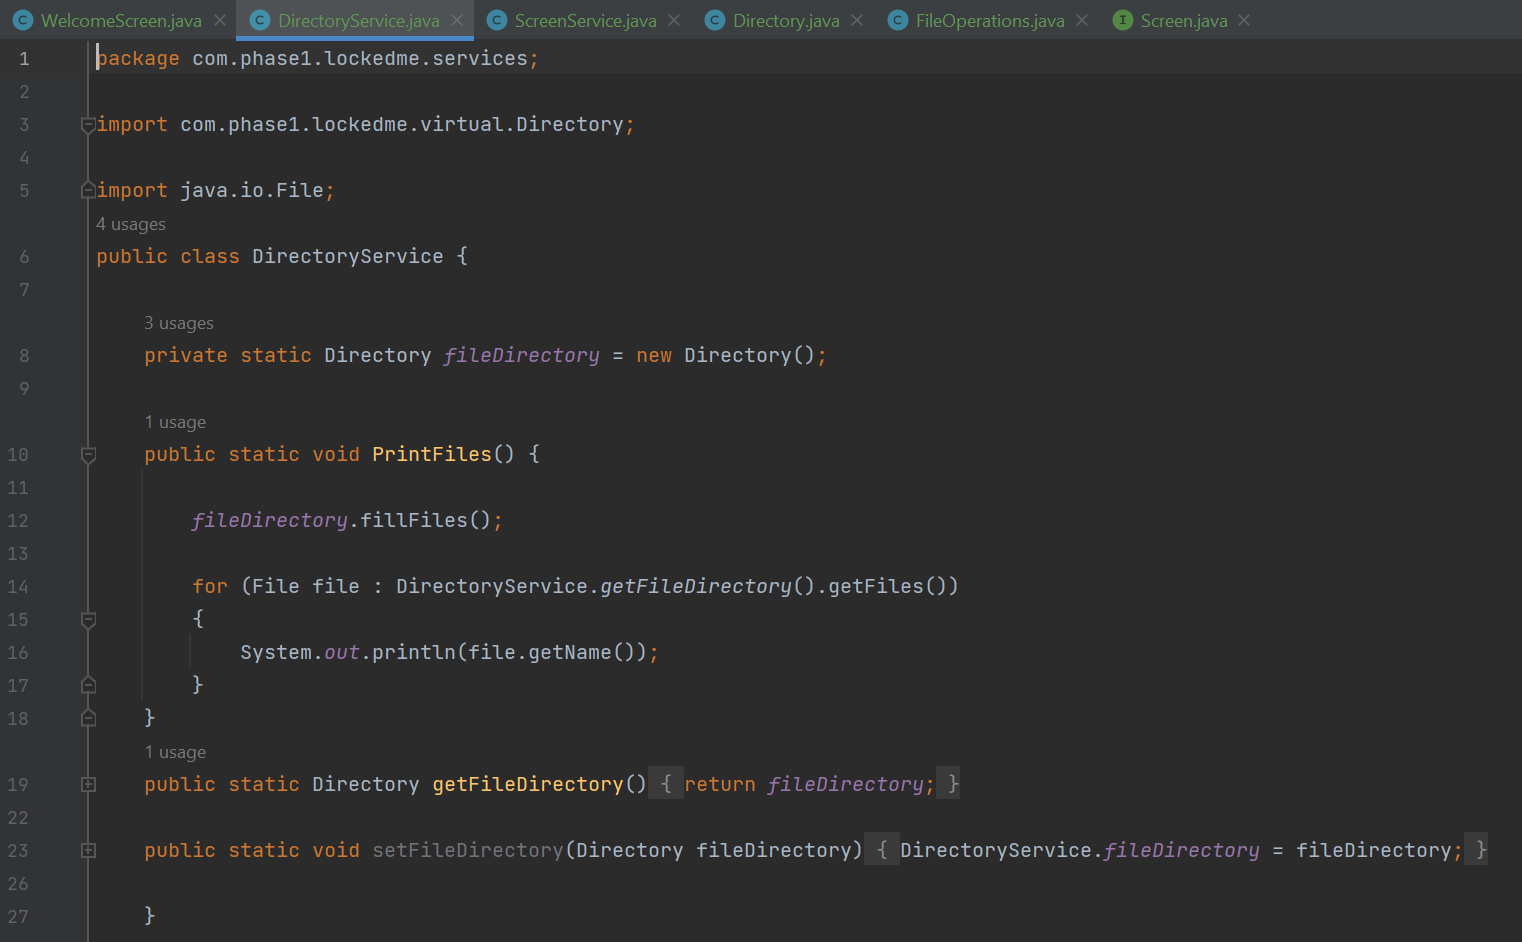 C WelcomeScreen.java × C DirectoryService.java × C ScreenService.java × C Directory.java × C FileOperations.java × I Screen.java ×
1 package com.phase1.lockedme.services;
2
3 import com.phase1.lockedme.virtual.Directory;
4
5 import java.io.File;
4 usages
6 public class DirectoryService {
7
3 usages
8 private static Directory fileDirectory = new Directory();
9
1 usage
10 public static void PrintFiles() {
11
12 fileDirectory.fillFiles();
13
14 for (File file : DirectoryService.getFileDirectory().getFiles())
15 {
16 System.out.println(file.getName());
17 }
18 }
1 usage
19 public static Directory getFileDirectory() { return fileDirectory; }
22
23 public static void setFileDirectory(Directory fileDirectory) { DirectoryService.fileDirectory = fileDirectory; }
26
27 }